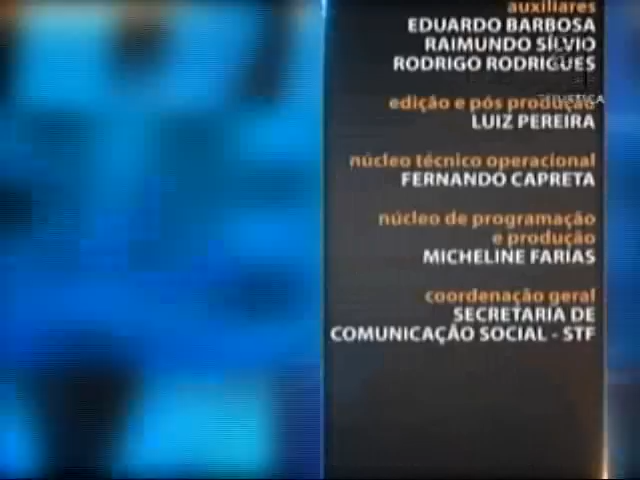 auxiliares
EDUARDO BARBOSA
RAIMUNDO SÍLVIO
RODRIGO RODRIGUES
edição e pós produção
LUIZ PEREIRA
núcleo técnico operacional
FERNANDO CAPRETA
núcleo de programação
e produção
MICHELINE FARIAS
coordenação geral
SECRETARIA DE
COMUNICAÇÃO SOCIAL - STF